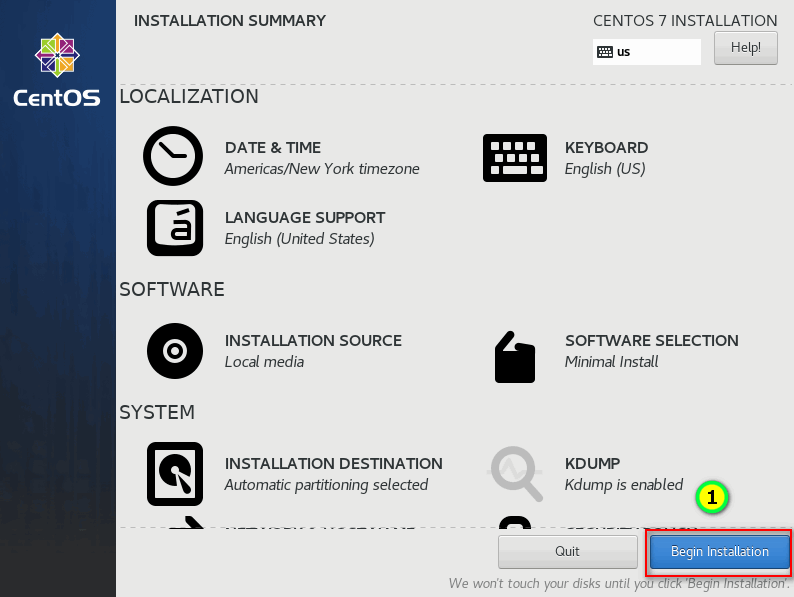 INSTALLATION SUMMARY
CENTOS 7 INSTALLATION
us
Help!
CentOS
LOCALIZATION
DATE & TIME
Americas/New York timezone
KEYBOARD
English (US)
LANGUAGE SUPPORT
English (United States)
SOFTWARE
INSTALLATION SOURCE
Local media
SOFTWARE SELECTION
Minimal Install
SYSTEM
INSTALLATION DESTINATION
Automatic partitioning selected
KDUMP
Kdump is enabled
1
Quit
Begin Installation
We won't touch your disks until you click 'Begin Installation'.